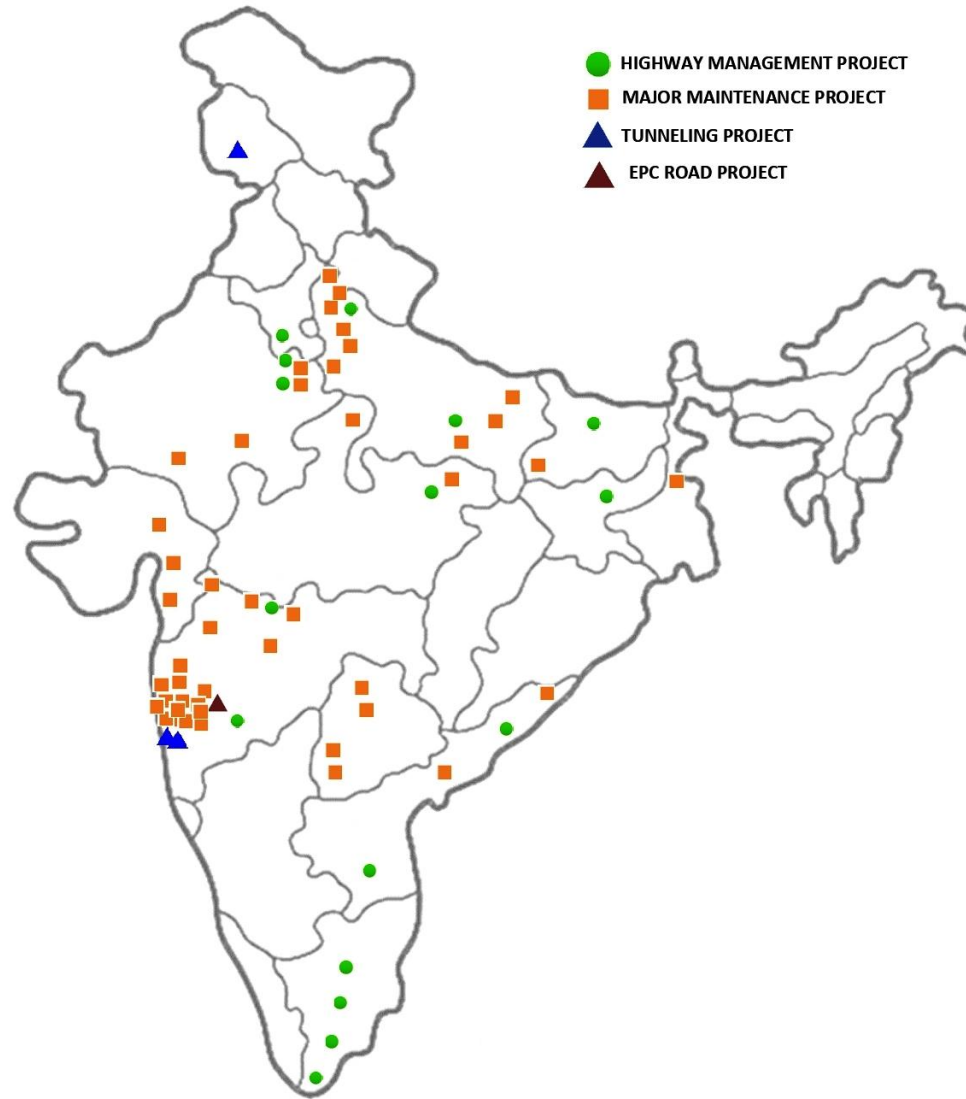 HIGHWAY MANAGEMENT PROJECT
MAJOR MAINTENANCE PROJECT
TUNNELING PROJECT
EPC ROAD PROJECT